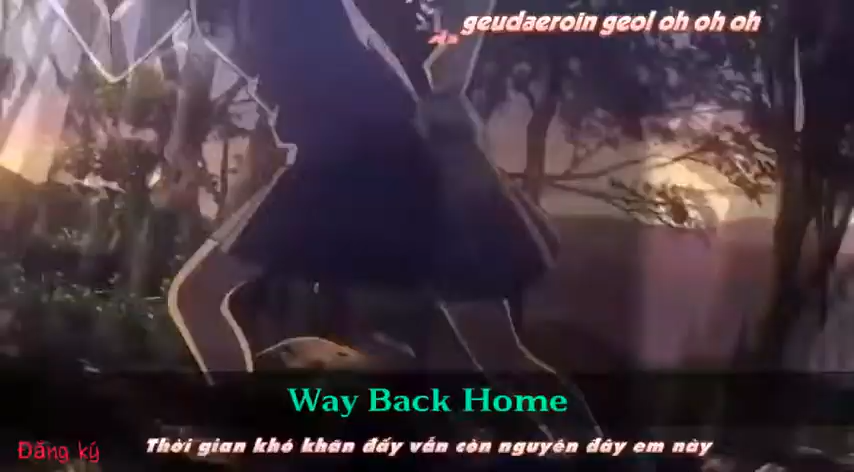 geudaeroin geol oh oh oh
Way Back Home
Thời gian khó khăn đấy vẫn còn nguyên đây em này
Đăng ký